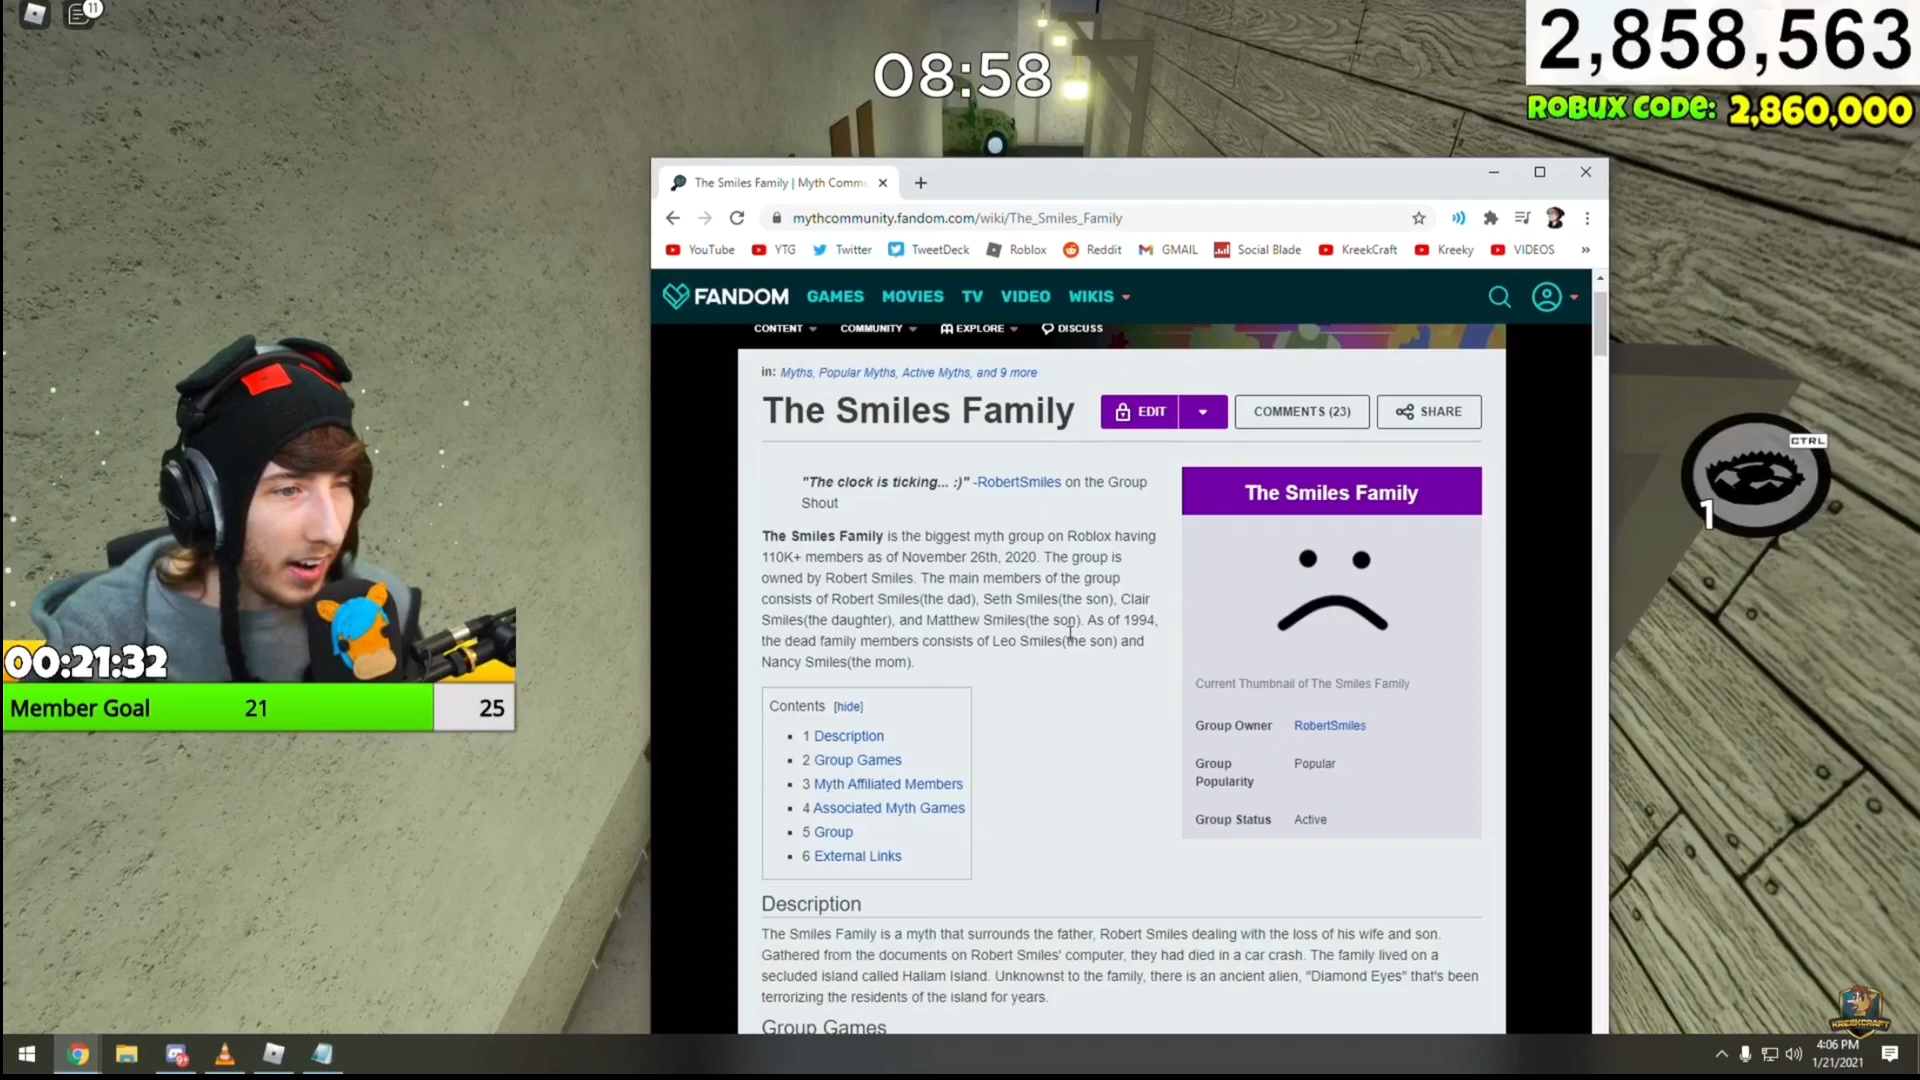 11
08:58
2,858,563
ROBUX CODE: 2,860,000
The Smiles Family | Myth Commu
mythcommunity.fandom.com/wiki/The_Smiles_Family
YouTube YTG Twitter TweetDeck Roblox Reddit GMAIL Social Blade KreekCraft Kreeky VIDEOS »
FANDOM GAMES MOVIES TV VIDEO WIKIS
CONTENT COMMUNITY EXPLORE DISCUSS
in: Myths, Popular Myths, Active Myths, and 9 more
The Smiles Family EDIT COMMENTS (23) SHARE
"The clock is ticking... :)" -RobertSmiles on the Group
Shout
The Smiles Family is the biggest myth group on Roblox having
110K+ members as of November 26th, 2020. The group is
owned by Robert Smiles. The main members of the group
consists of Robert Smiles(the dad), Seth Smiles(the son), Clair
Smiles(the daughter), and Matthew Smiles(the son). As of 1994,
the dead family members consists of Leo Smiles(the son) and
Nancy Smiles(the mom).
The Smiles Family
Current Thumbnail of The Smiles Family
Group Owner RobertSmiles
Group Popularity Popular
Group Status Active
Contents [hide]
1 Description
2 Group Games
3 Myth Affiliated Members
4 Associated Myth Games
5 Group
6 External Links
Description
The Smiles Family is a myth that surrounds the father, Robert Smiles dealing with the loss of his wife and son.
Gathered from the documents on Robert Smiles' computer, they had died in a car crash. The family lived on a
secluded island called Hallam Island. Unknownst to the family, there is an ancient alien, "Diamond Eyes" that's been
terrorizing the residents of the island for years.
Group Games
CTRL
1
00:21:32
Member Goal 21 25
KREEKCRAFT
9+
4:06 PM
1/21/2021